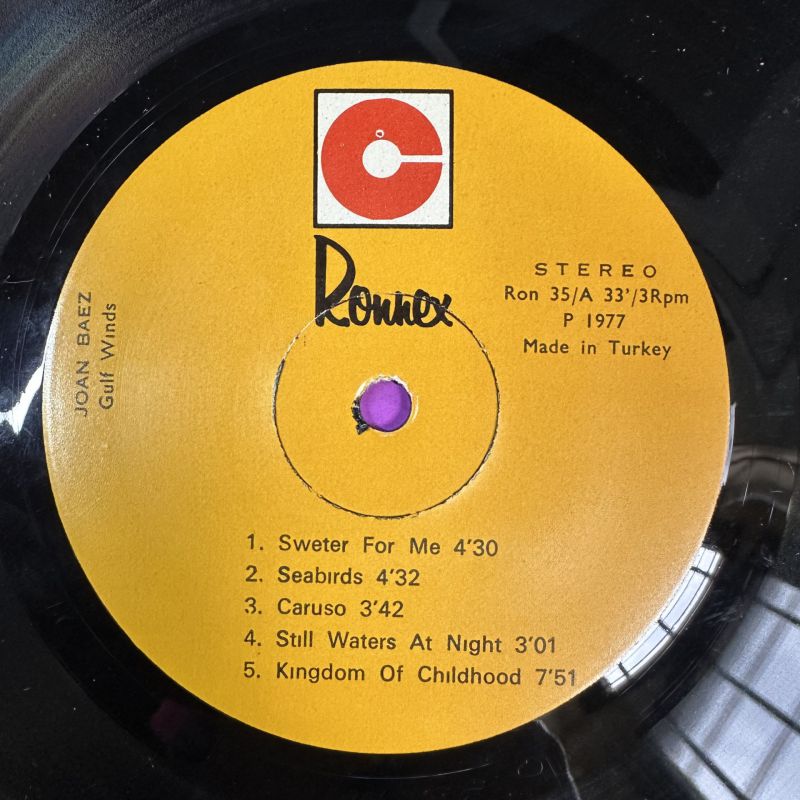 Ronnex
STEREO
Ron 35/A 33'/3Rpm
P 1977
Made in Turkey
JOAN BAEZ
Gulf Winds
1. Sweter For Me 4'30
2. Seabırds 4'32
3. Caruso 3'42
4. Stıll Waters At Nıght 3'01
5. Kıngdom Of Chıldhood 7'51